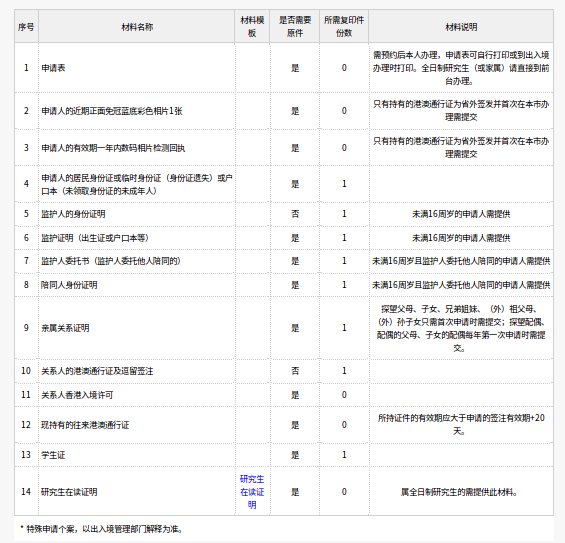 序号 材料名称 材料模板 是否需要原件 所需复印件份数 材料说明
1 申请表 是 0 需预约后本人办理，申请表可自行打印或到出入境办理时打印。全日制研究生（或家属）请直接到前台办理。
2 申请人的近期正面免冠蓝底彩色相片1张 是 0 只有持有的港澳通行证为省外签发并首次在本市办理需提交
3 申请人的有效期一年内数码相片检测回执 是 0 只有持有的港澳通行证为省外签发并首次在本市办理需提交
4 申请人的居民身份证或临时身份证（身份证遗失）或户口本（未领取身份证的未成年人） 是 1
5 监护人的身份证明 否 1 未满16周岁的申请人需提供
6 监护证明（出生证或户口本等） 是 1 未满16周岁的申请人需提供
7 监护人委托书（监护人委托他人陪同的） 是 1 未满16周岁且监护人委托他人陪同的申请人需提供
8 陪同人身份证明 是 1 未满16周岁且监护人委托他人陪同的申请人需提供
9 亲属关系证明 是 1 探望父母、子女、兄弟姐妹、（外）祖父母、（外）孙子女只需首次申请时需提交；探望配偶、配偶的父母、子女的配偶每年第一次申请时需提交。
10 关系人的港澳通行证及逗留签注 否 1
11 关系人香港入境许可 是 0
12 现持有的往来港澳通行证 是 0 所持证件的有效期应大于申请的签注有效期+20天。
13 学生证 是 1
14 研究生在读证明 研究生在读证明 是 0 属全日制研究生的需提供此材料。
* 特殊申请个案，以出入境管理部门解释为准。